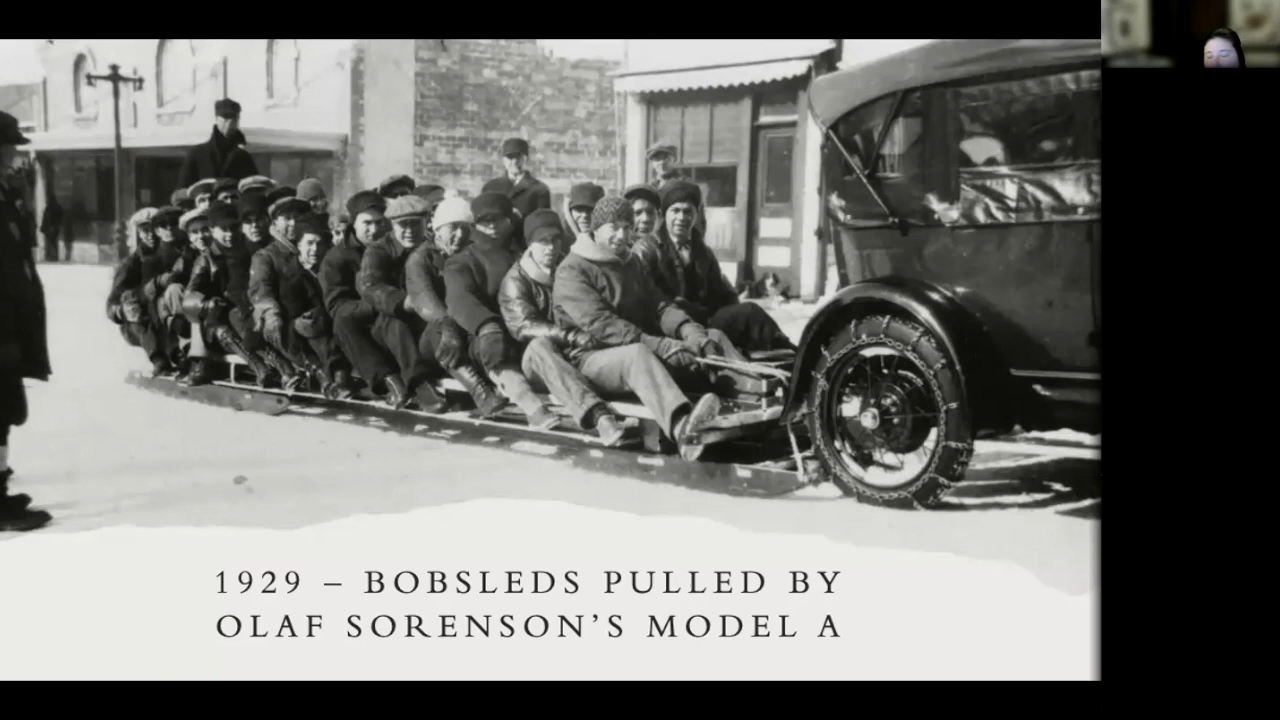 1929 – BOBSLEDS PULLED BY
OLAF SORENSON’S MODEL A